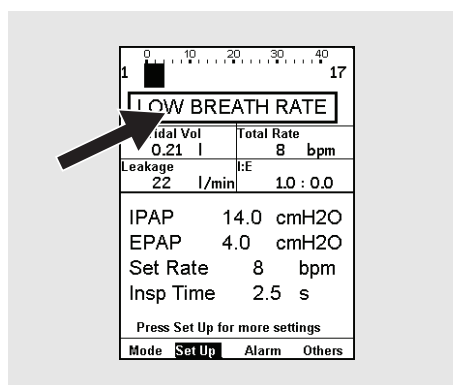 0 10 20 30 40
1 17
LOW BREATH RATE
idal Vol Total Rate
0.21 l 8 bpm
Leakage I:E
22 l/min 1.0 : 0.0
IPAP 14.0 cmH2O
EPAP 4.0 cmH2O
Set Rate 8 bpm
Insp Time 2.5 s
Press Set Up for more settings
Mode Set Up Alarm Others